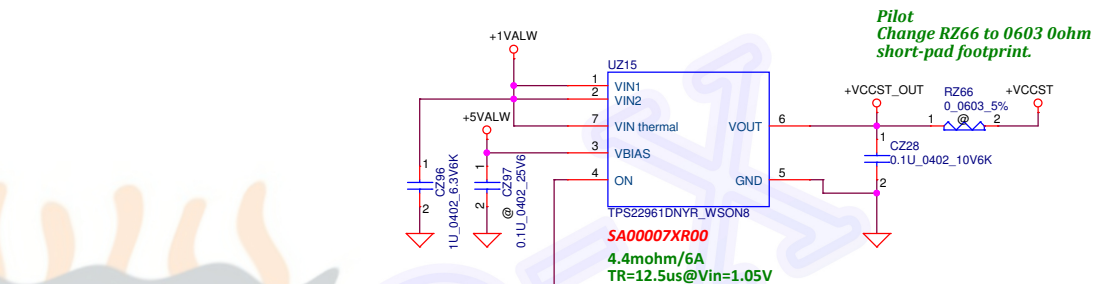 Pilot
Change RZ66 to 0603 0ohm
short-pad footprint.
+1VALW
UZ15
1
VIN1
2
VIN2
+5VALW
7
VIN thermal
VOUT
6
3
VBIAS
4
ON
GND
5
TPS22961DNYR_WSON8
SA00007XR00
4.4mohm/6A
TR=12.5us@Vin=1.05V
1
2
CZ96
1U_0402_6.3V6K
1
2
@
CZ97
0.1U_0402_25V6
+VCCST_OUT
RZ66
0_0603_5%
@
1
2
+VCCST
1
CZ28
0.1U_0402_10V6K
2